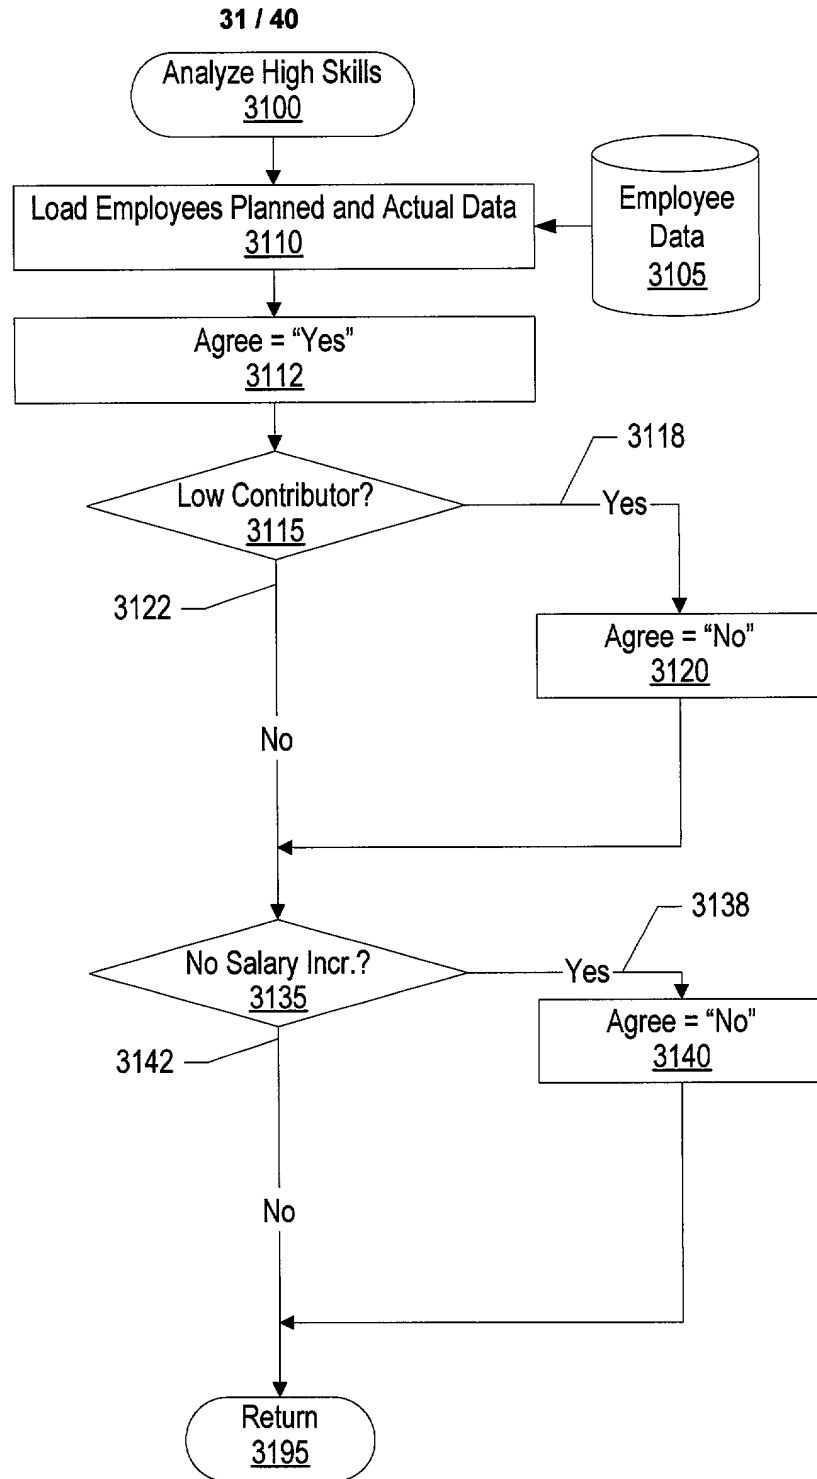 31 / 40
Analyze High Skills
3100
Load Employees Planned and Actual Data
3110
Employee
Data
3105
Agree = “Yes”
3112
3118
Low Contributor?
3115
Yes
3122
Agree = “No”
3120
No
3138
No Salary Incr.?
3135
Yes
3142
Agree = “No”
3140
No
Return
3195